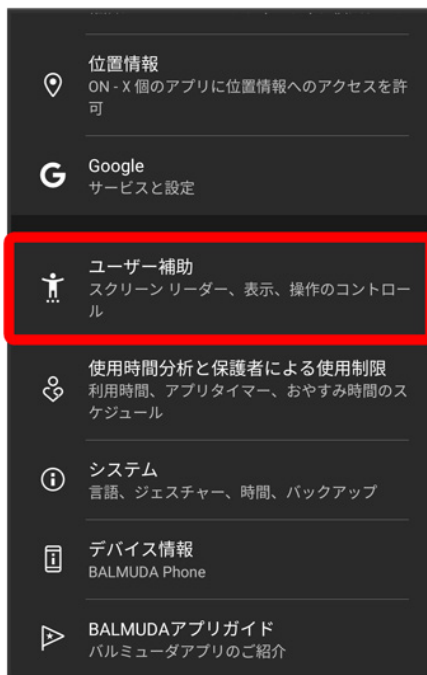 位置情報
ON - X 個のアプリに位置情報へのアクセスを許
可
Google
サービスと設定
ユーザー補助
スクリーン リーダー、表示、操作のコントロー
ル
使用時間分析と保護者による使用制限
利用時間、アプリタイマー、おやすみ時間のス
ケジュール
システム
言語、ジェスチャー、時間、バックアップ
デバイス情報
BALMUDA Phone
BALMUDAアプリガイド
バルミューダアプリのご紹介